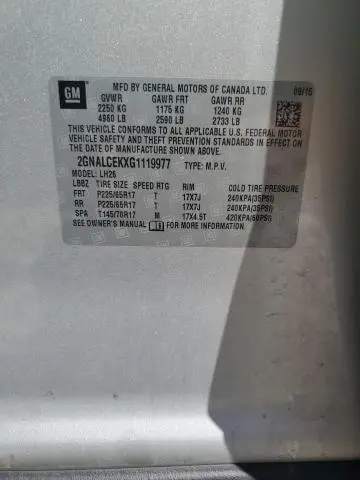 GM
MFD BY GENERAL MOTORS OF CANADA LTD. 09/15
GVWR GAWR FRT GAWR RR
2250 KG 1175 KG 1240 KG
4960 LB 2590 LB 2733 LB
THIS VEHICLE CONFORMS TO ALL APPLICABLE U.S. FEDERAL MOTOR
VEHICLE SAFETY AND THEFT PREVENTION STANDARDS IN EFFECT ON
THE DATE OF MANUFACTURE SHOWN ABOVE.
2GNALCEKXG1119977 TYPE: M.P.V.
MODEL: LH26
LBBZ TIRE SIZE SPEED RTG RIM COLD TIRE PRESSURE
FRT P225/65R17 T 17X7J 240KPA(35PSI)
RR P225/65R17 T 17X7J 240KPA(35PSI)
SPA T145/70R17 M 17X4.5T 420KPA(60PSI)
SEE OWNER'S MANUAL FOR MORE INFORMATION.